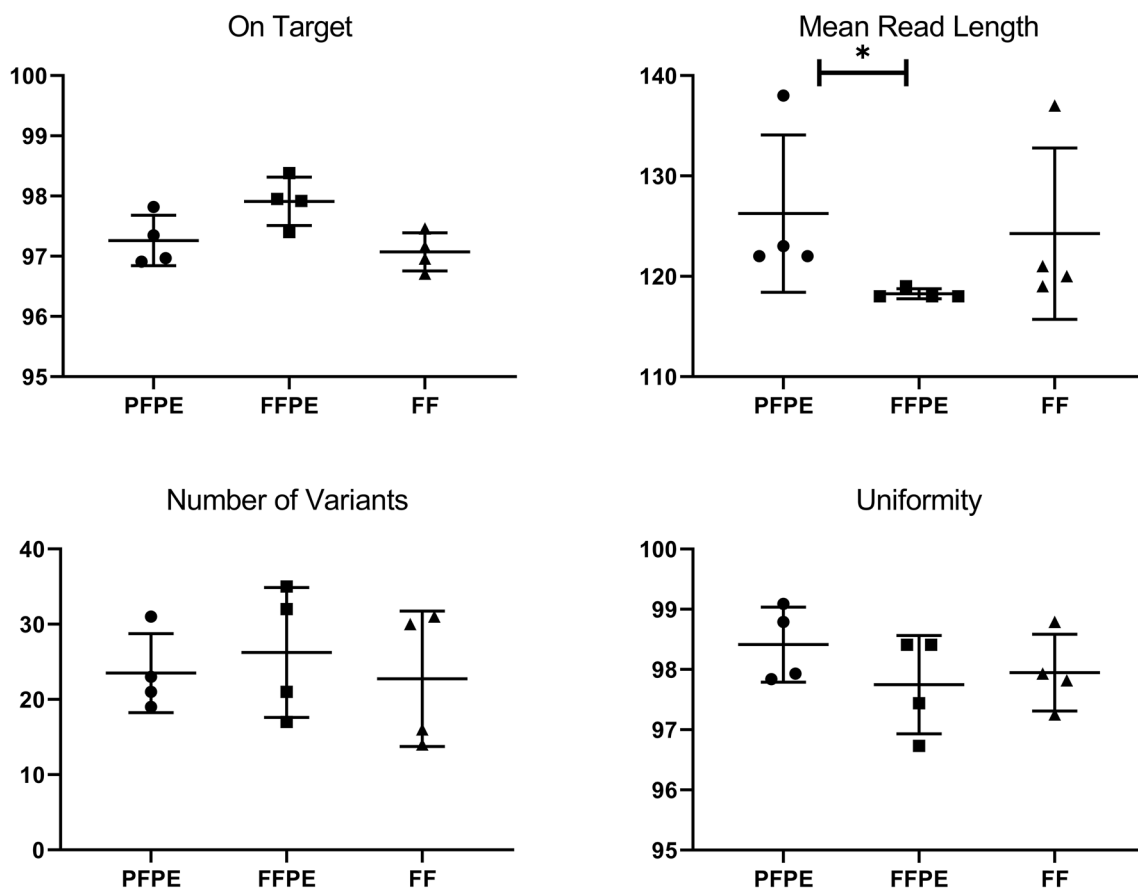 On Target
100
99
98
97
96
95
PFPE FFPE FF
Mean Read Length
*
140
130
120
110
PFPE FFPE FF
Number of Variants
40
30
20
10
0
PFPE FFPE FF
Uniformity
100
99
98
97
96
95
PFPE FFPE FF